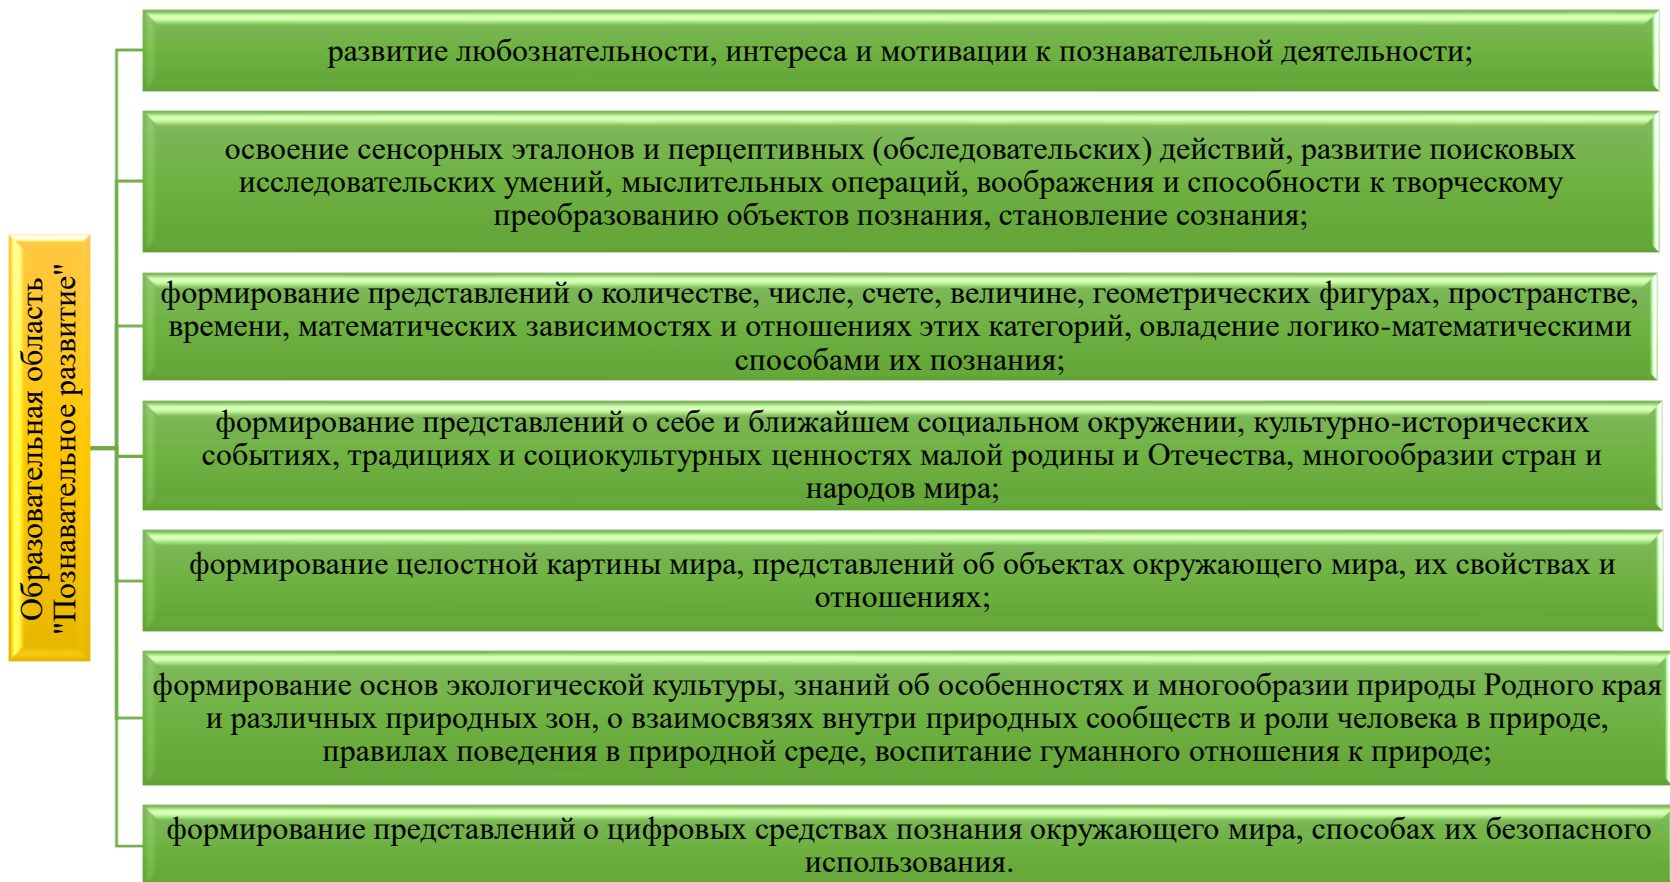 Образовательная область
"Познавательное развитие"
развитие любознательности, интереса и мотивации к познавательной деятельности;
освоение сенсорных эталонов и перцептивных (обследовательских) действий, развитие поисковых
исследовательских умений, мыслительных операций, воображения и способности к творческому
преобразованию объектов познания, становление сознания;
формирование представлений о количестве, числе, счете, величине, геометрических фигурах, пространстве,
времени, математических зависимостях и отношениях этих категорий, овладение логико-математическими
способами их познания;
формирование представлений о себе и ближайшем социальном окружении, культурно-исторических
событиях, традициях и социокультурных ценностях малой родины и Отечества, многообразии стран и
народов мира;
формирование целостной картины мира, представлений об объектах окружающего мира, их свойствах и
отношениях;
формирование основ экологической культуры, знаний об особенностях и многообразии природы Родного края
и различных природных зон, о взаимосвязях внутри природных сообществ и роли человека в природе,
правилах поведения в природной среде, воспитание гуманного отношения к природе;
формирование представлений о цифровых средствах познания окружающего мира, способах их безопасного
использования.